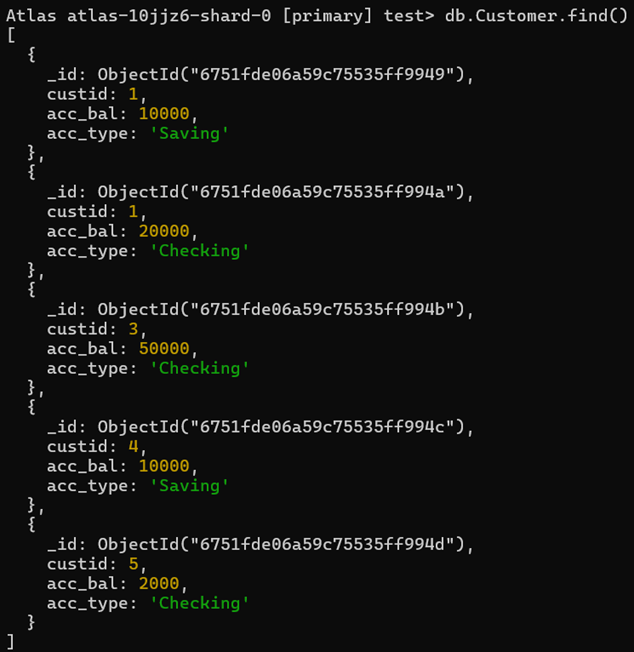 Atlas atlas-10jjz6-shard-0 [primary] test> db.Customer.find()
[
  {
    _id: ObjectId("6751fde06a59c75535ff9949"),
    custid: 1,
    acc_bal: 10000,
    acc_type: 'Saving'
  },
  {
    _id: ObjectId("6751fde06a59c75535ff994a"),
    custid: 1,
    acc_bal: 20000,
    acc_type: 'Checking'
  },
  {
    _id: ObjectId("6751fde06a59c75535ff994b"),
    custid: 3,
    acc_bal: 50000,
    acc_type: 'Checking'
  },
  {
    _id: ObjectId("6751fde06a59c75535ff994c"),
    custid: 4,
    acc_bal: 10000,
    acc_type: 'Saving'
  },
  {
    _id: ObjectId("6751fde06a59c75535ff994d"),
    custid: 5,
    acc_bal: 2000,
    acc_type: 'Checking'
  }
]